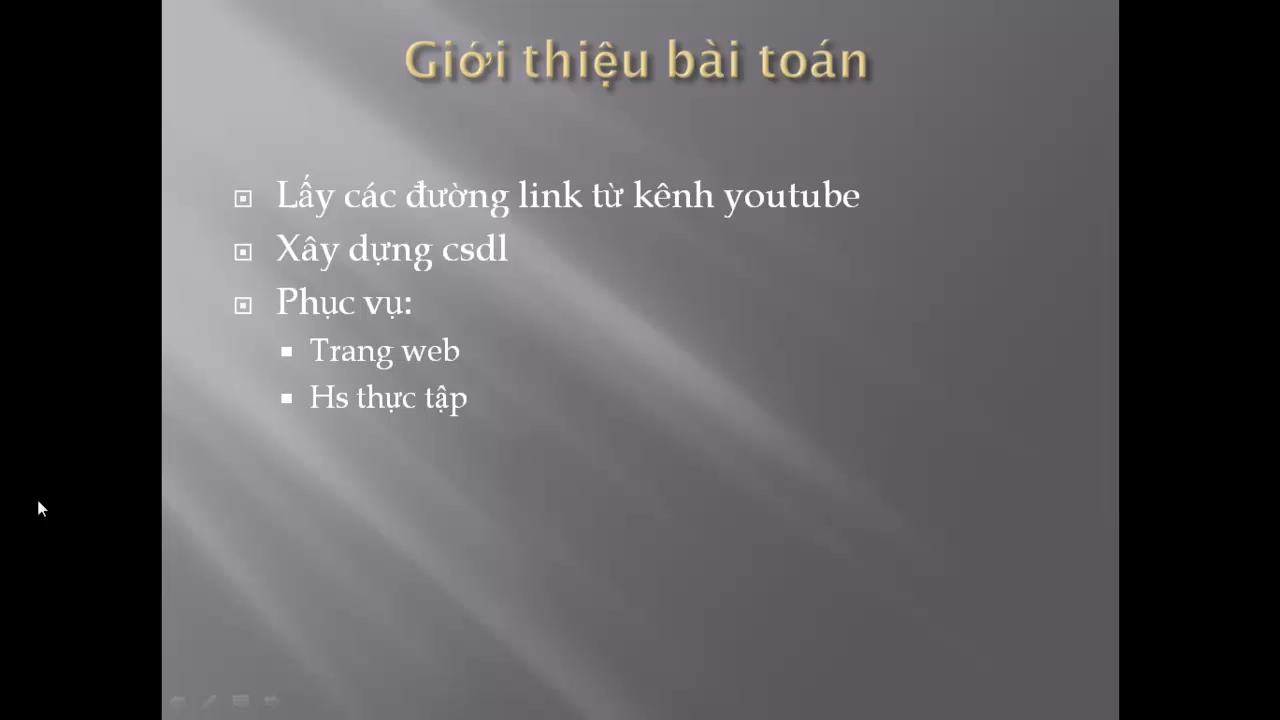 Giới thiệu bài toán
Lấy các đường link từ kênh youtube
Xây dựng csdl
Phục vụ:
Trang web
Hs thực tập